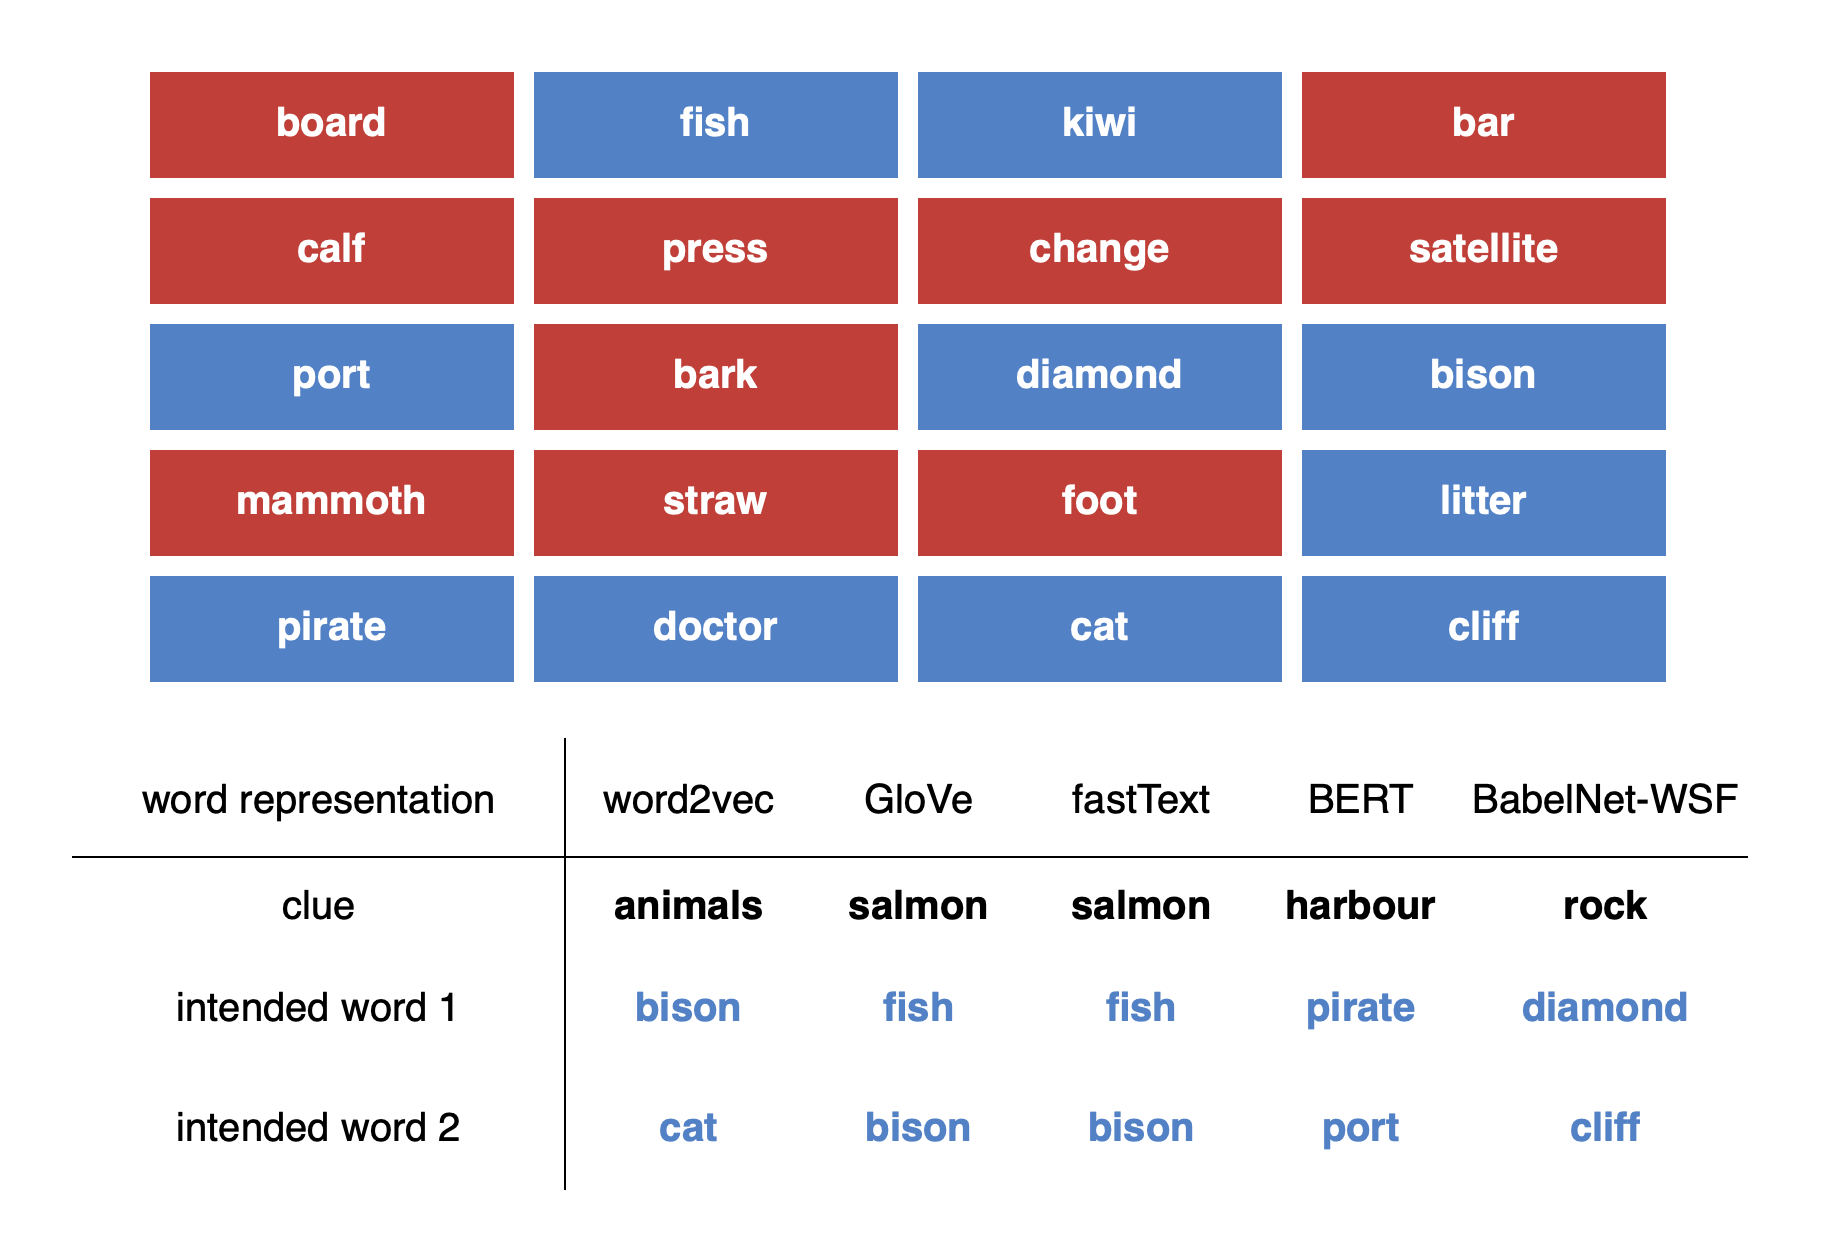 board fish kiwi bar
calf press change satellite
port bark diamond bison
mammoth straw foot litter
pirate doctor cat cliff
word representation word2vec GloVe fastText BERT BabelNet-WSF
clue animals salmon salmon harbour rock
intended word 1 bison fish fish pirate diamond
intended word 2 cat bison bison port cliff